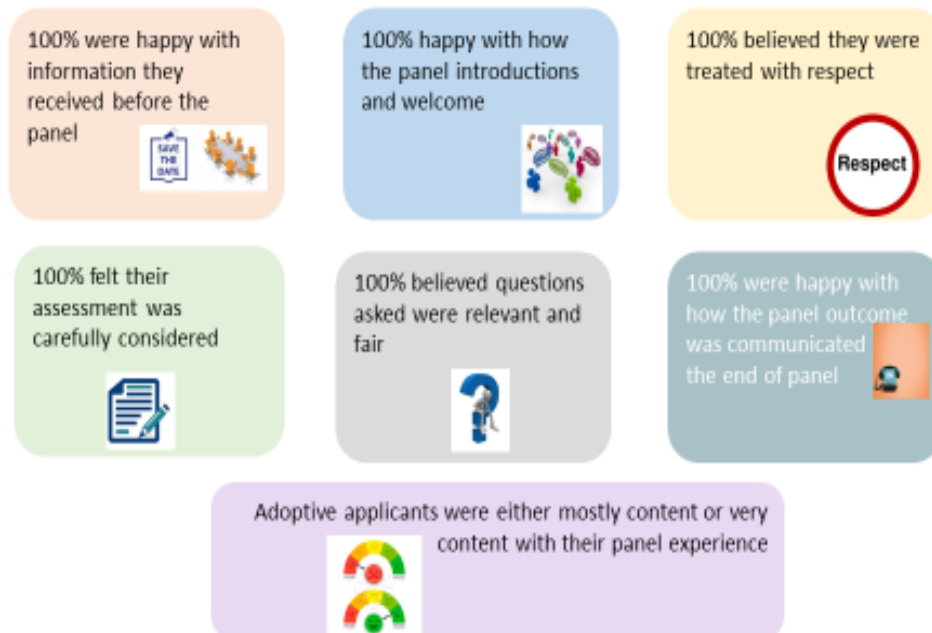 100% were happy with
information they
received before the
panel
SAVE
THE
DATE
100% happy with how
the panel introductions
and welcome
100% believed they were
treated with respect
Respect
100% felt their
assessment was
carefully considered
100% believed questions
asked were relevant and
fair
100% were happy with
how the panel outcome
was communicated
the end of panel
Adoptive applicants were either mostly content or very
content with their panel experience